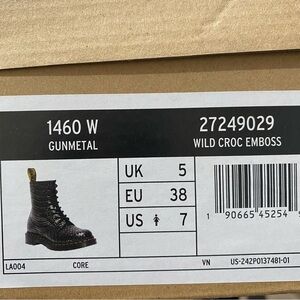 1460 W
GUNMETAL
27249029
WILD CROC EMBOSS
UK 5
EU 38
US 7
1 90665 45254
LA004 CORE VN US-242P0137481-01